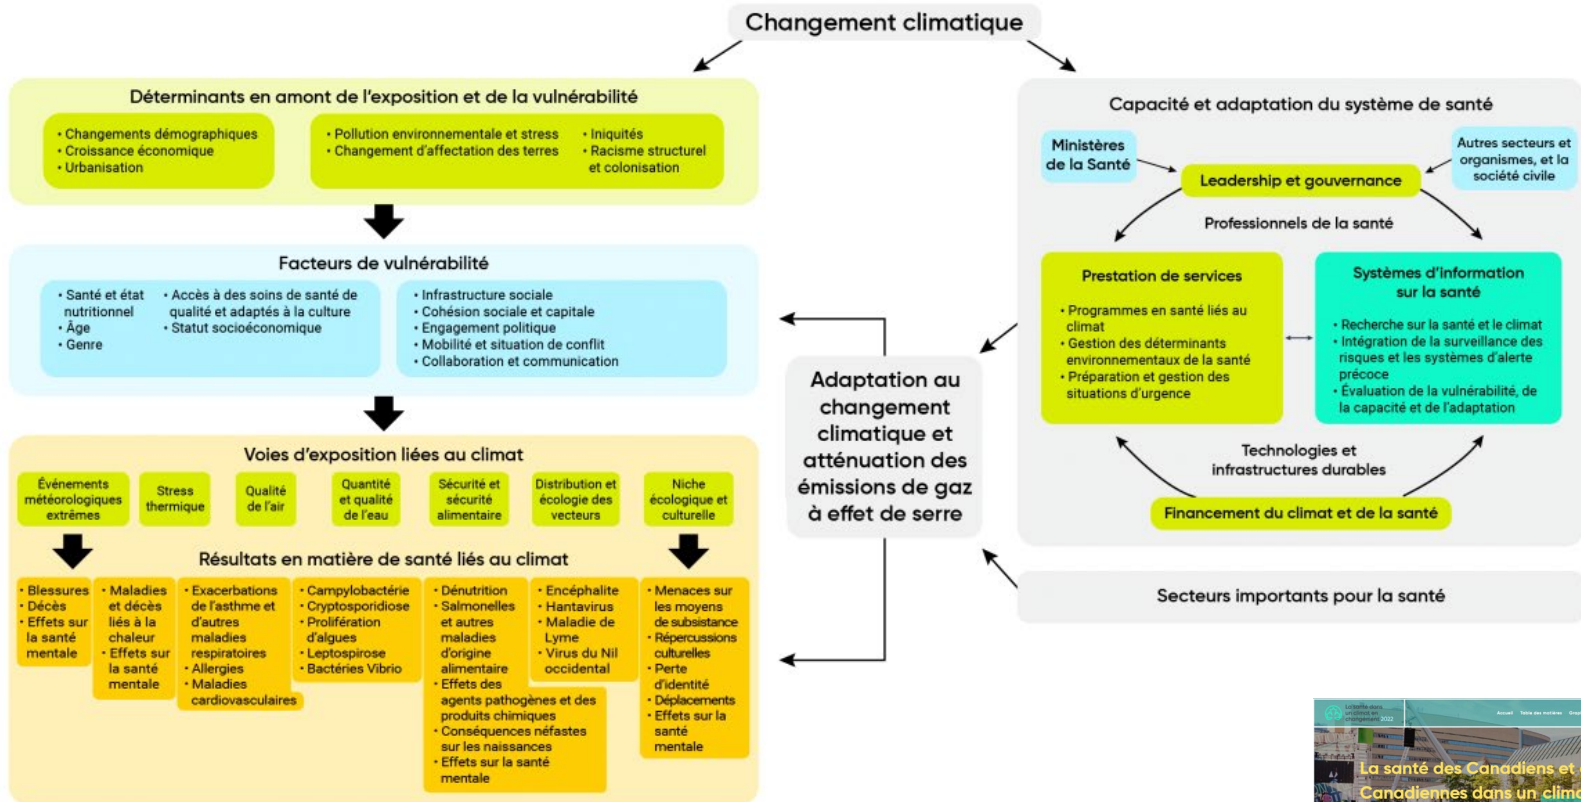 Changement climatique
Déterminants en amont de l'exposition et de la vulnérabilité
• Changements démographiques
• Croissance économique
• Urbanisation
• Pollution environnementale et stress
• Changement d'affectation des terres
• Iniquités
• Racisme structurel
et colonisation
Facteurs de vulnérabilité
• Santé et état
nutritionnel
• Âge
• Genre
• Accès à des soins de santé de
qualité et adaptés à la culture
• Statut socioéconomique
• Infrastructure sociale
• Cohésion sociale et capitale
• Engagement politique
• Mobilité et situation de conflit
• Collaboration et communication
Voies d'exposition liées au climat
Événements
météorologiques
extrêmes
Stress
thermique
Qualité
de l'air
Quantité
et qualité
de l'eau
Sécurité et
sécurité
alimentaire
Distribution et
écologie des
vecteurs
Niche
écologique et
culturelle
Résultats en matière de santé liés au climat
• Blessures
• Décès
• Effets sur
la santé
mentale
• Maladies
et décès
liés à la
chaleur
• Effets sur
la santé
mentale
• Exacerbations
de l'asthme et
d'autres
maladies
respiratoires
• Allergies
• Maladies
cardiovasculaires
• Campylobactérie
• Cryptosporidiose
• Prolifération
d'algues
• Leptospirose
• Bactéries Vibrio
• Dénutrition
• Salmonelles
et autres
maladies
d'origine
alimentaire
• Effets des
agents pathogènes et des
produits chimiques
• Conséquences néfastes
sur les naissances
• Effets sur la santé
mentale
• Encéphalite
• Hantavirus
• Maladie de
Lyme
• Virus du Nil
occidental
• Menaces sur
les moyens
de subsistance
• Répercussions
culturelles
• Perte
d'identité
• Déplacements
• Effets sur la
santé
mentale
Adaptation au
changement
climatique et
atténuation des
émissions de gaz
à effet de serre
Capacité et adaptation du système de santé
Ministères
de la Santé
Autres secteurs et
organismes, et la
société civile
Leadership et gouvernance
Professionnels de la santé
Prestation de services
• Programmes en santé liés au
climat
• Gestion des déterminants
environnementaux de la santé
• Préparation et gestion des
situations d'urgence
Systèmes d'information
sur la santé
• Recherche sur la santé et le climat
• Intégration de la surveillance des
risques et les systèmes d'alerte
précoce
• Évaluation de la vulnérabilité, de
la capacité et de l'adaptation
Technologies et
infrastructures durables
Financement du climat et de la santé
Secteurs importants pour la santé
La santé dans
un climat en
changement 2022
Accueil Table des matières
La santé des Canadiens et
Canadiennes dans un